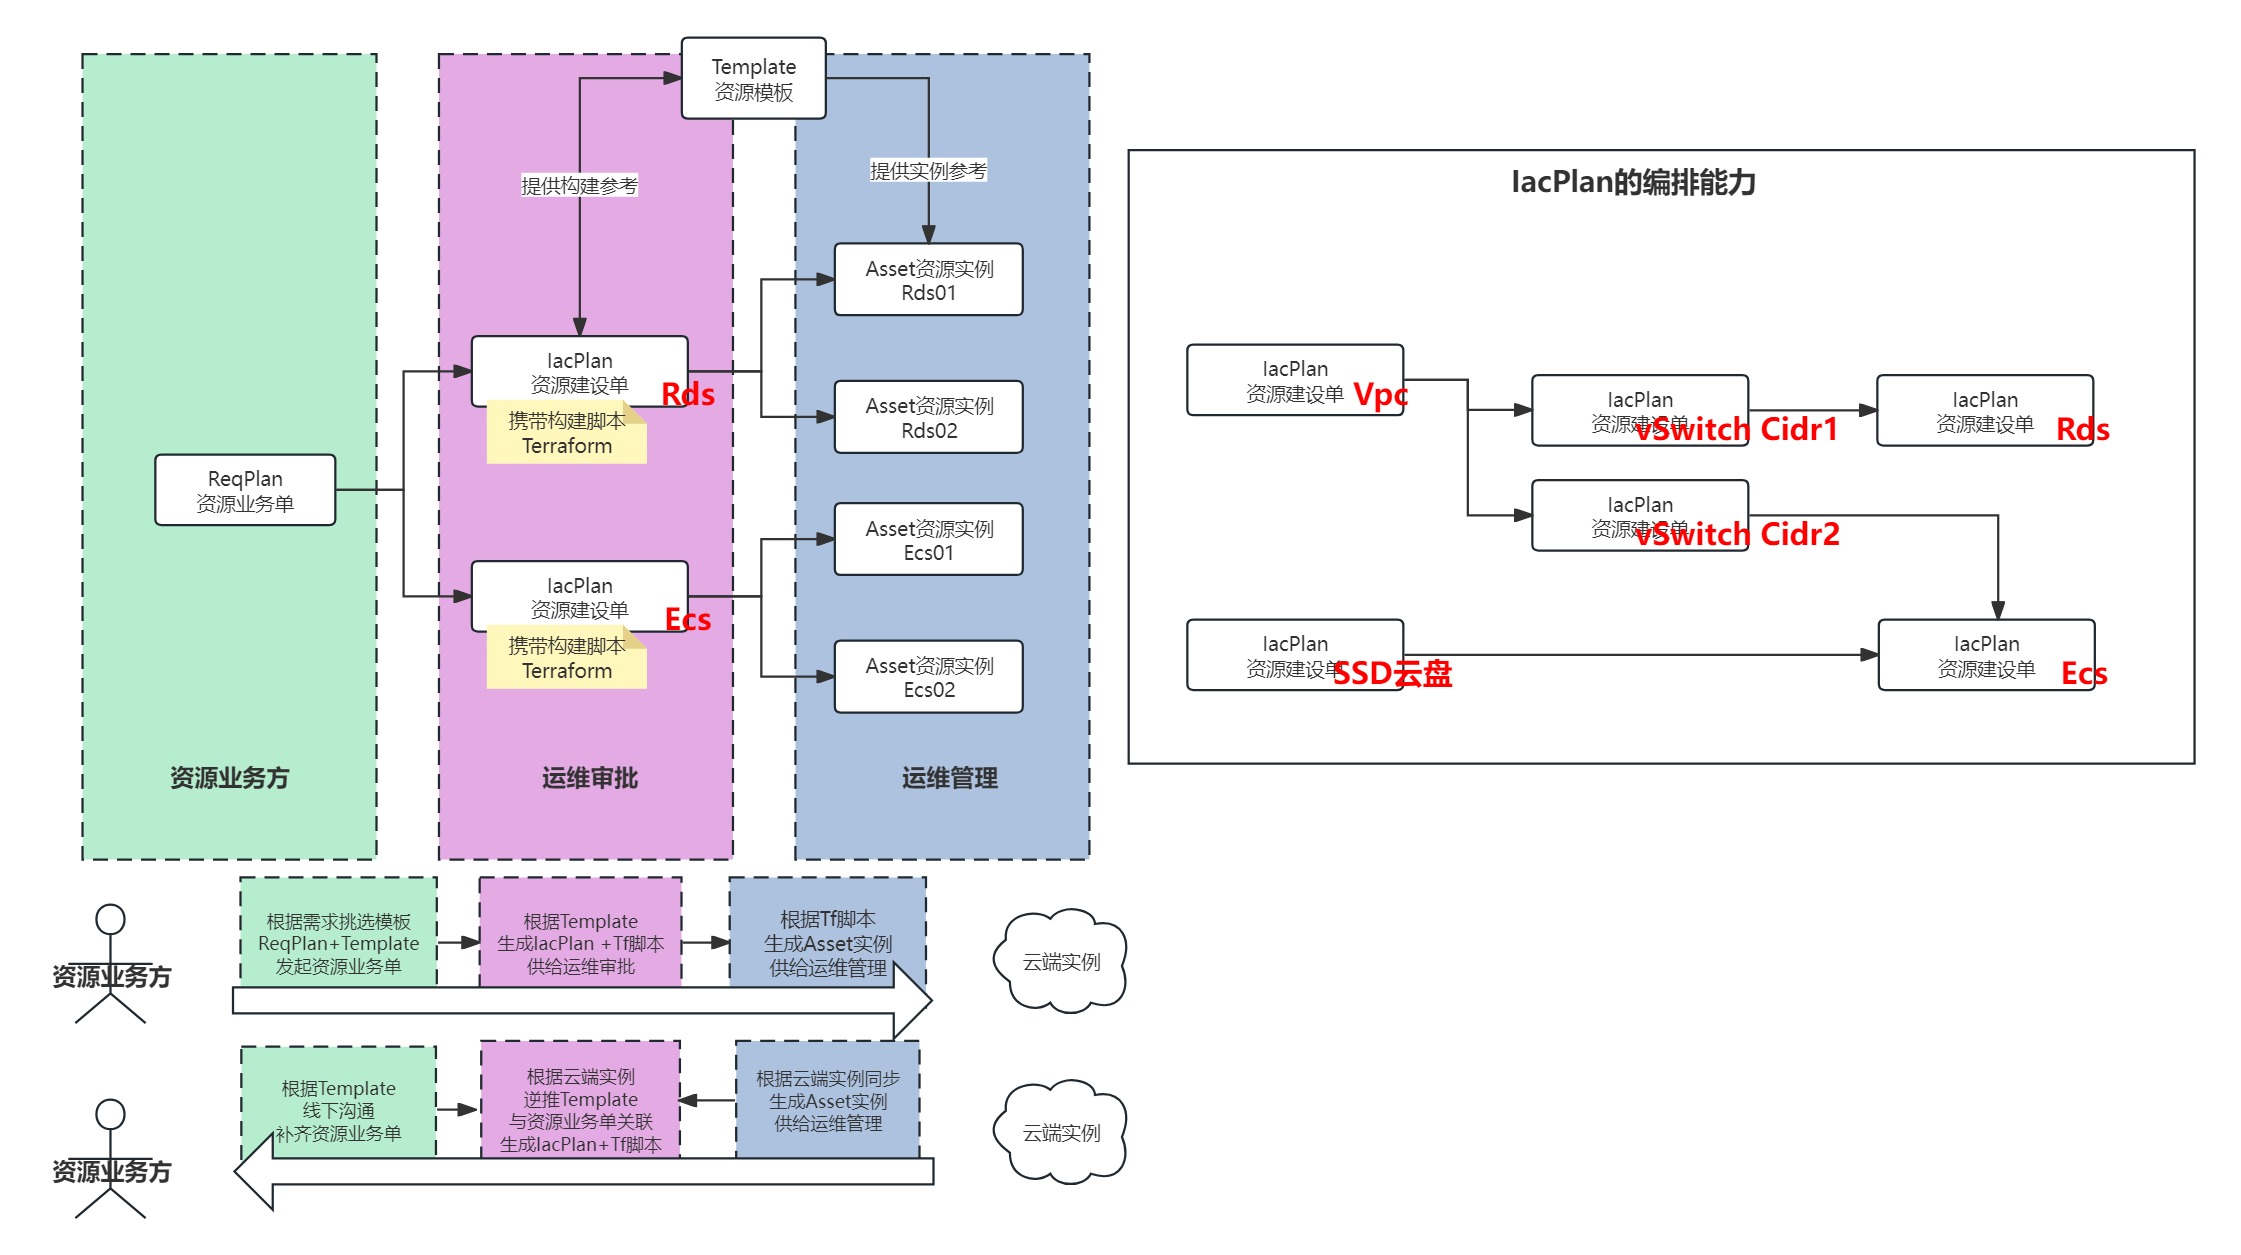 Template
资源模板
提供构建参考
提供实例参考
Asset资源实例
Rds01
IacPlan
资源建设单
Rds
携带构建脚本
Terraform
Asset资源实例
Rds02
ReqPlan
资源业务单
Asset资源实例
Ecs01
IacPlan
资源建设单
Ecs
携带构建脚本
Terraform
Asset资源实例
Ecs02
资源业务方
运维审批
运维管理
IacPlan的编排能力
IacPlan
资源建设单
Vpc
IacPlan
资源建设单
vSwitch Cidr1
IacPlan
资源建设单
Rds
IacPlan
资源建设单
vSwitch Cidr2
IacPlan
资源建设单
SSD云盘
IacPlan
资源建设单
Ecs
资源业务方
根据需求挑选模板
ReqPlan+Template
发起资源业务单
根据Template
生成IacPlan +Tf脚本
供给运维审批
根据Tf脚本
生成Asset实例
供给运维管理
云端实例
资源业务方
根据Template
线下沟通
补齐资源业务单
根据云端实例
逆推Template
与资源业务单关联
生成IacPlan+Tf脚本
根据云端实例同步
生成Asset实例
供给运维管理
云端实例